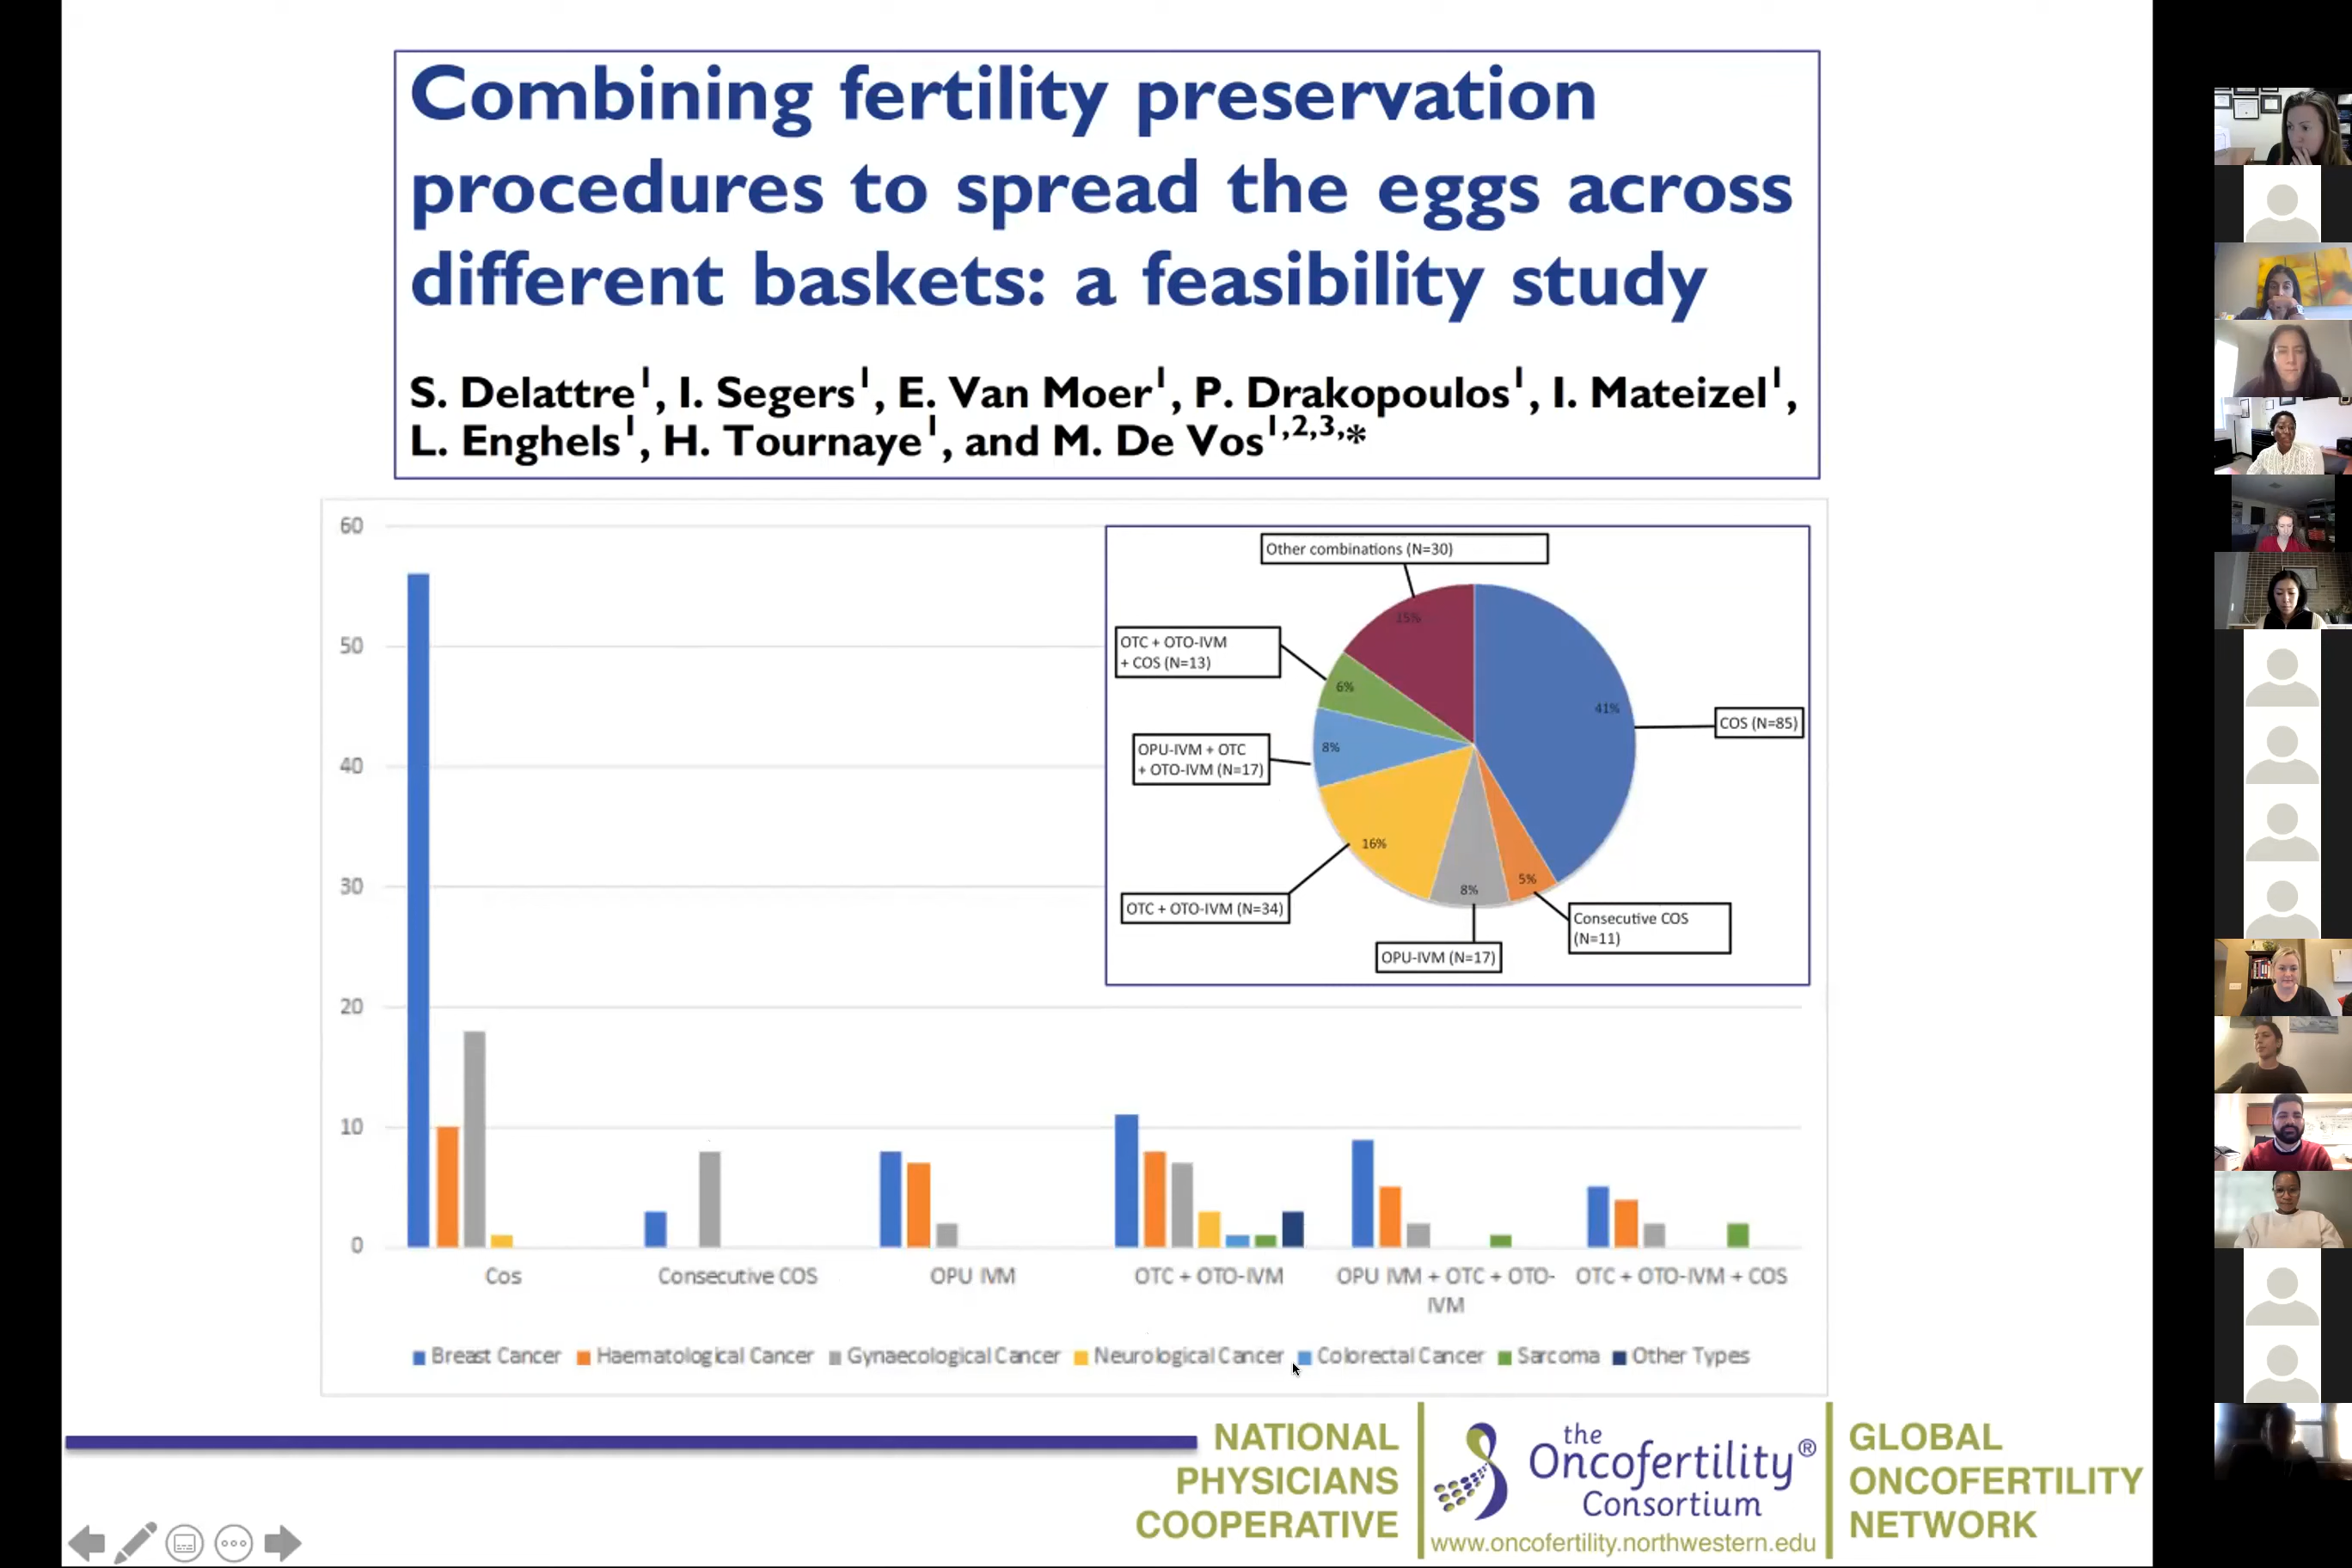 Combining fertility preservation
procedures to spread the eggs across
different baskets: a feasibility study
S. Delattre1, I. Segers1, E. Van Moer1, P. Drakopoulos1, I. Mateizel1,
L. Enghels1, H. Tournaye1, and M. De Vos1,2,3,*
60
50
40
30
20
10
0
Other combinations (N=30)
15%
OTC + OTO-IVM
+ COS (N=13)
6%
41%
COS (N=85)
OPU-IVM + OTC
+ OTO-IVM (N=17)
8%
16%
OTC + OTO-IVM (N=34)
8%
5%
Consecutive COS
(N=11)
OPU-IVM (N=17)
Cos
Consecutive COS
OPU IVM
OTC + OTO-IVM
OPU IVM + OTC + OTO-
IVM
OTC + OTO-IVM + COS
Breast Cancer
Haematological Cancer
Gynaecological Cancer
Neurological Cancer
Colorectal Cancer
Sarcoma
Other Types
NATIONAL
PHYSICIANS
COOPERATIVE
the
Oncofertility®
Consortium
www.oncofertility.northwestern.edu
GLOBAL
ONCOFERTILITY
NETWORK